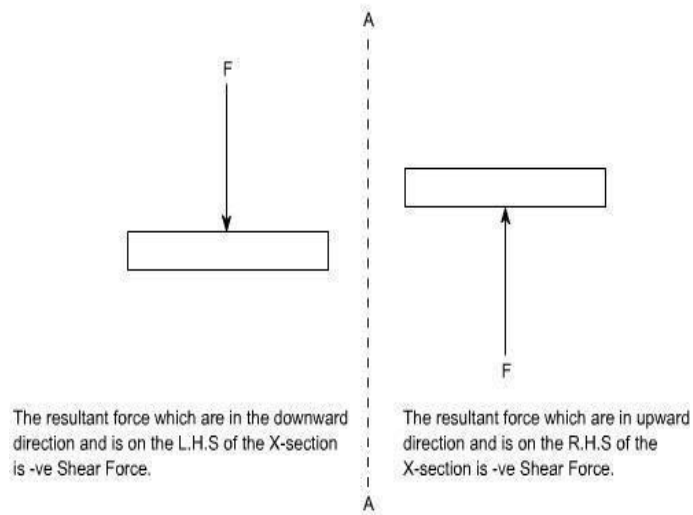 A
F
F
The resultant force which are in the downward
direction and is on the L.H.S of the X-section
is -ve Shear Force.
The resultant force which are in upward
direction and is on the R.H.S of the
X-section is -ve Shear Force.
A